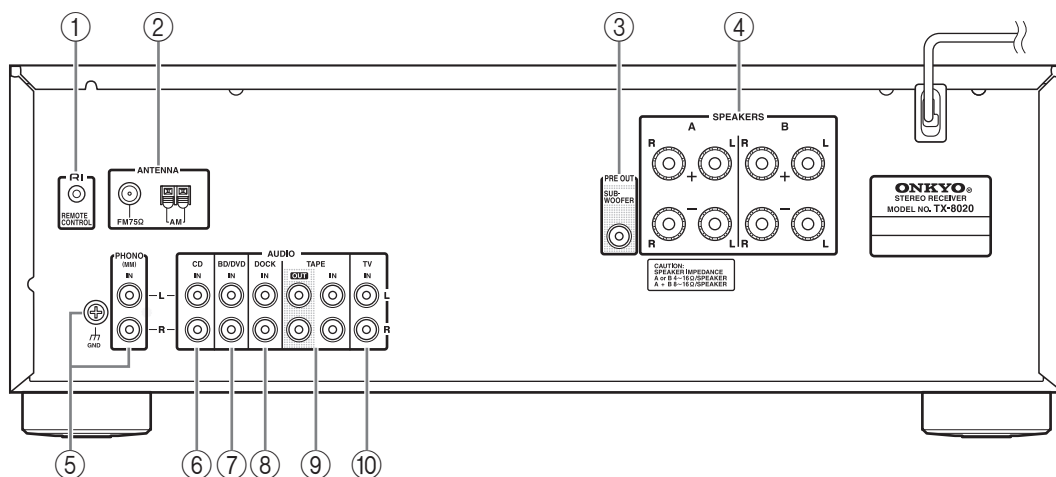 ① ② ③ ④
SPEAKERS
A B
R L R L
+ +
− −
R L R L
RI
REMOTE
CONTROL
ANTENNA
FM75Ω
AM
PRE OUT
SUB-
WOOFER
ONKYO®
STEREO RECEIVER
MODEL NO. TX-8020
CAUTION:
SPEAKER IMPEDANCE
A or B 4~16Ω/SPEAKER
A + B 8~16Ω/SPEAKER
PHONO
(MM)
IN
L
R
GND
AUDIO
CD BD/DVD DOCK TAPE TV
IN IN IN OUT IN IN
L
R
⑤ ⑥ ⑦ ⑧ ⑨ ⑩